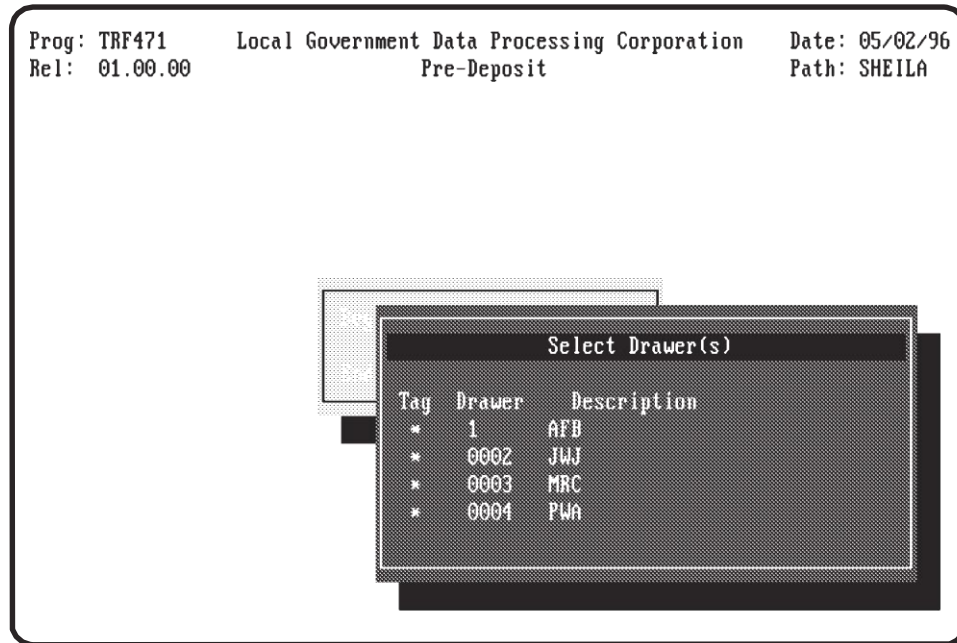 Prog: TRF471 Local Government Data Processing Corporation Date: 05/02/96
Rel: 01.00.00 Pre-Deposit Path: SHEILA
Select Drawer(s)
Tag Drawer Description
* 1 AFB
* 0002 JWJ
* 0003 MRC
* 0004 PWA